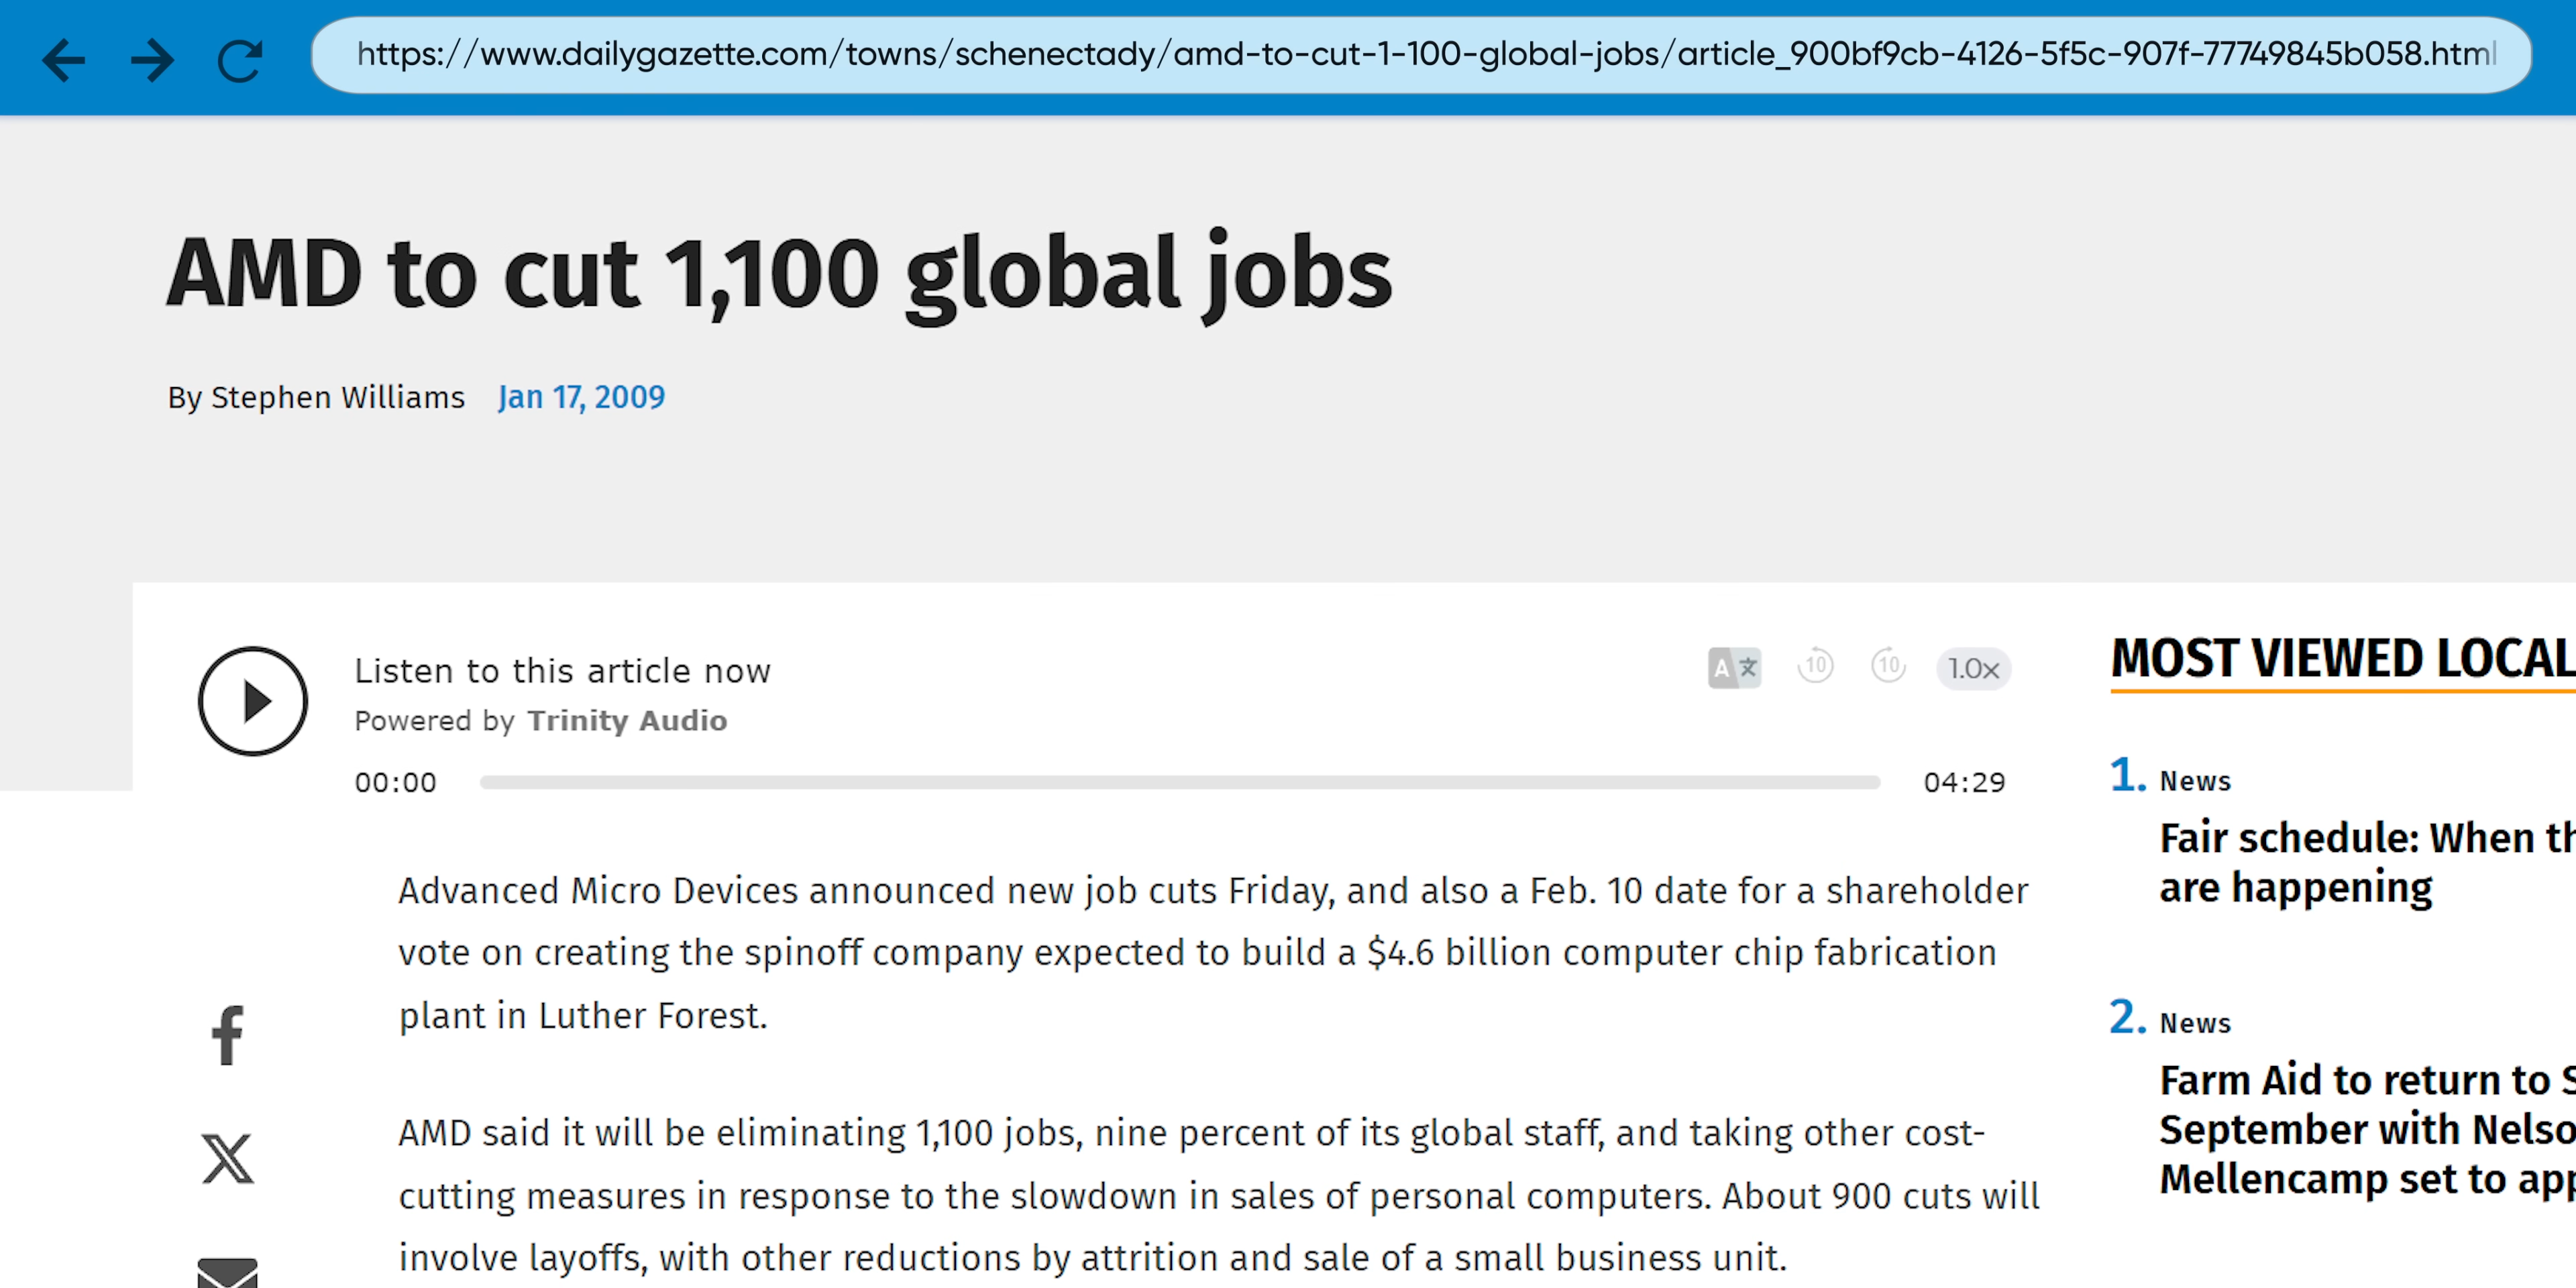 https://www.dailygazette.com/towns/schenectady/amd-to-cut-1-100-global-jobs/article_900bf9cb-4126-5f5c-907f-77749845b058.html
AMD to cut 1,100 global jobs
By Stephen Williams Jan 17, 2009
Listen to this article now
Powered by Trinity Audio
A 文 10 10 1.0x
00:00 04:29
Advanced Micro Devices announced new job cuts Friday, and also a Feb. 10 date for a shareholder
vote on creating the spinoff company expected to build a $4.6 billion computer chip fabrication
plant in Luther Forest.
AMD said it will be eliminating 1,100 jobs, nine percent of its global staff, and taking other cost-
cutting measures in response to the slowdown in sales of personal computers. About 900 cuts will
involve layoffs, with other reductions by attrition and sale of a small business unit.
MOST VIEWED LOCAL
1. News
Fair schedule: When
are happening
2. News
Farm Aid to return to
September with
Mellencamp set to